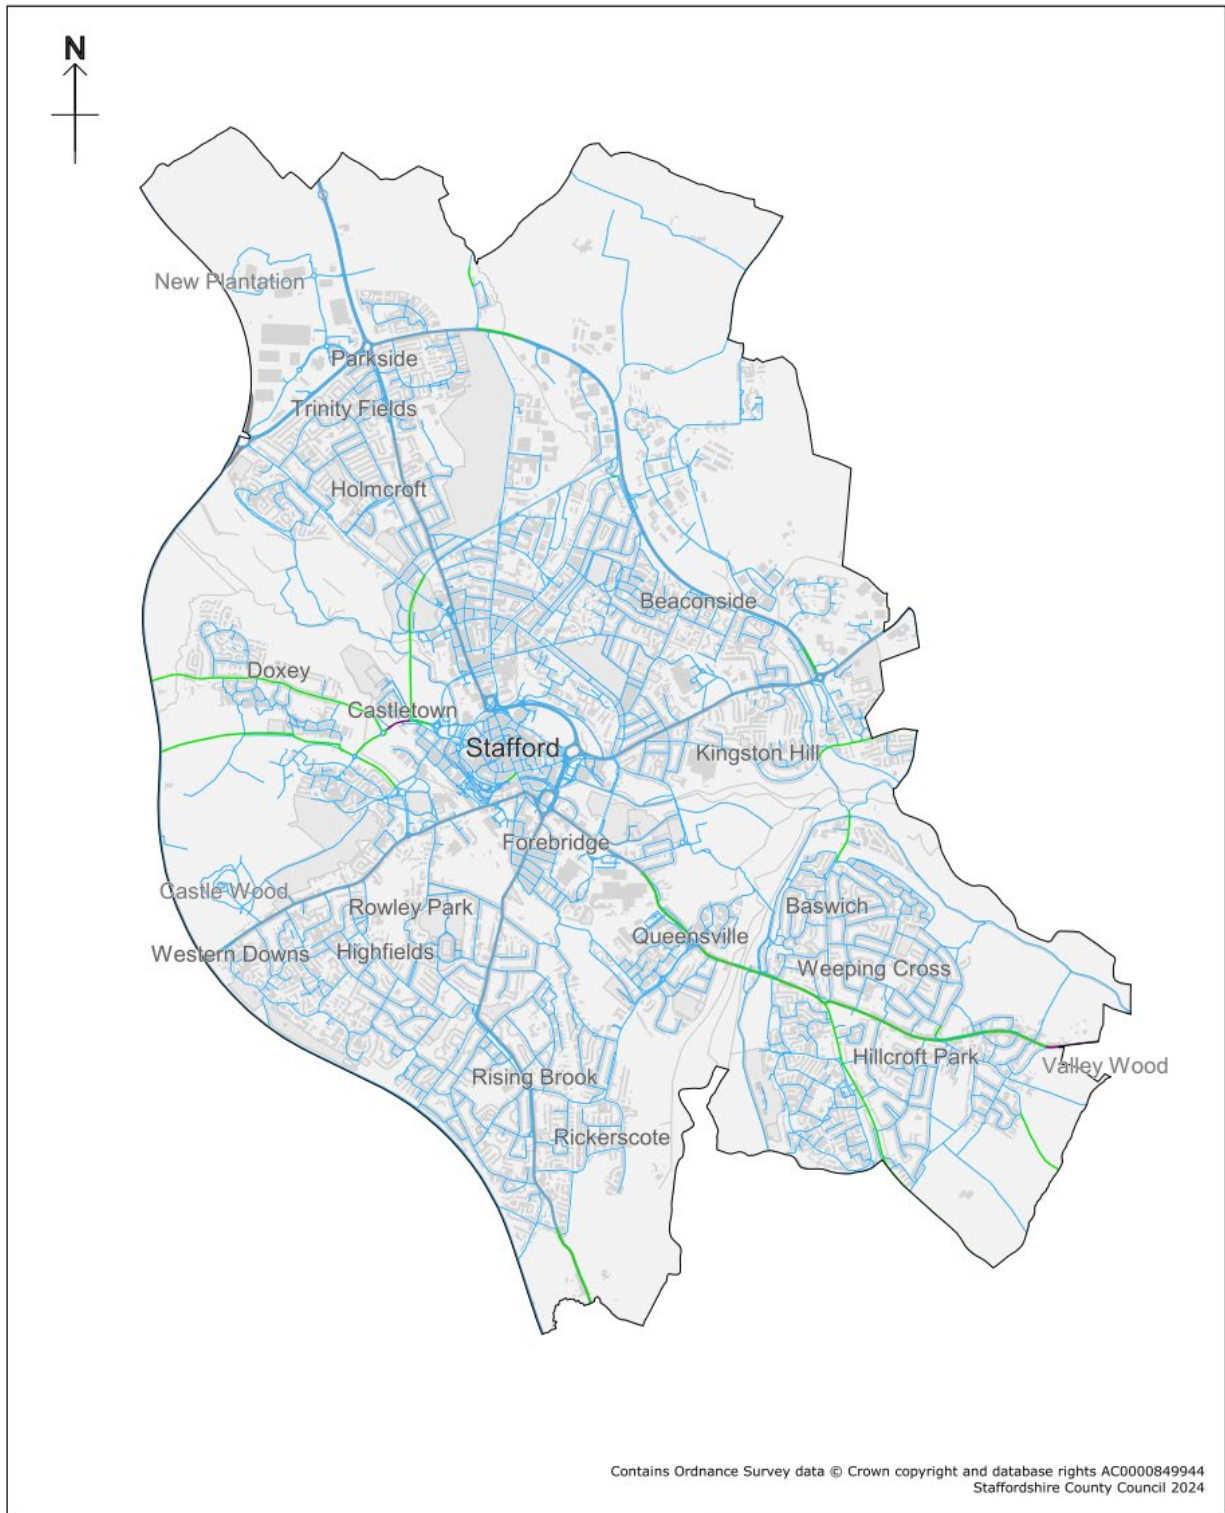 N
New Plantation
Parkside
Trinity Fields
Holmcroft
Beaconside
Doxey
Castletown
Stafford
Kingston Hill
Forebridge
Castle Wood
Rowley Park
Baswich
Western Downs
Highfields
Queensville
Weeping Cross
Hillcroft Park
Valley Wood
Rising Brook
Rickerscote
Contains Ordnance Survey data © Crown copyright and database rights AC0000849944
Staffordshire County Council 2024